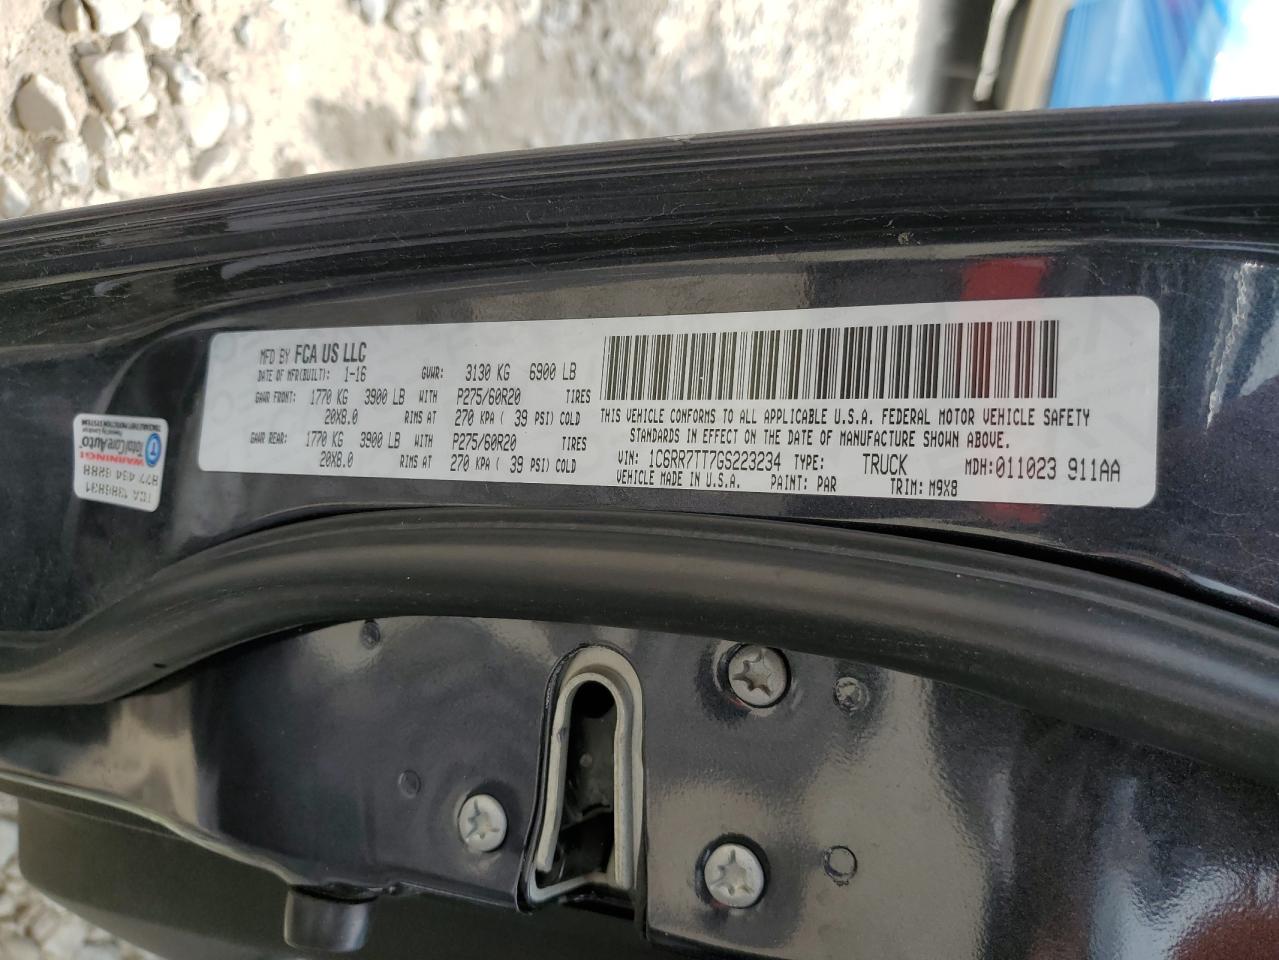 MFD BY FCA US LLC
DATE OF MFR(BUILT): 1-16 GVWR: 3130 KG 6900 LB
GAWR FRONT: 1770 KG 3900 LB WITH P275/60R20 TIRES
20X8.0 RIMS AT 270 KPA ( 39 PSI) COLD
GAWR REAR: 1770 KG 3900 LB WITH P275/60R20 TIRES
20X8.0 RIMS AT 270 KPA ( 39 PSI) COLD
THIS VEHICLE CONFORMS TO ALL APPLICABLE U.S.A. FEDERAL MOTOR VEHICLE SAFETY
STANDARDS IN EFFECT ON THE DATE OF MANUFACTURE SHOWN ABOVE.
VIN: 1C6RR7TT7GS223234 TYPE: TRUCK MDH:011023 911AA
VEHICLE MADE IN U.S.A. PAINT: PAR TRIM: M9X8
TotalCareAuto
WARNING!
877 434 6288
TCA 1386831